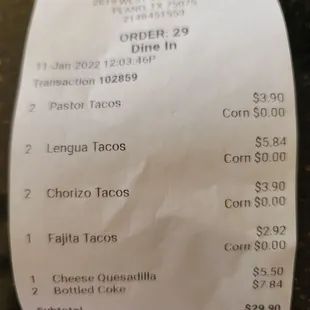 PLANO, TX 75075
ORDER: 29
Dine In
11-Jan-2022 12:03:46P
Transaction 102859
2 Pastor Tacos $3.90
Corn $0.00
2 Lengua Tacos $5.84
Corn $0.00
2 Chorizo Tacos $3.90
Corn $0.00
1 Fajita Tacos $2.92
Corn $0.00
1 Cheese Quesadilla $5.50
2 Bottled Coke $7.84
Subtotal $29.90